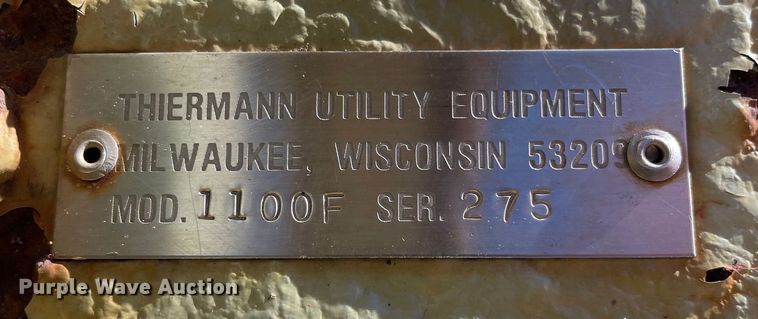 THIERMANN UTILITY EQUIPMENT
MILWAUKEE, WISCONSIN 53209
MOD. 1100F SER. 275
Purple Wave Auction